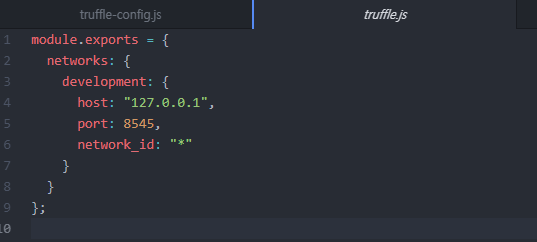 truffle-config.js truffle.js
1 module.exports = {
2 networks: {
3 development: {
4 host: "127.0.0.1",
5 port: 8545,
6 network_id: "*"
7 }
8 }
9 };
10